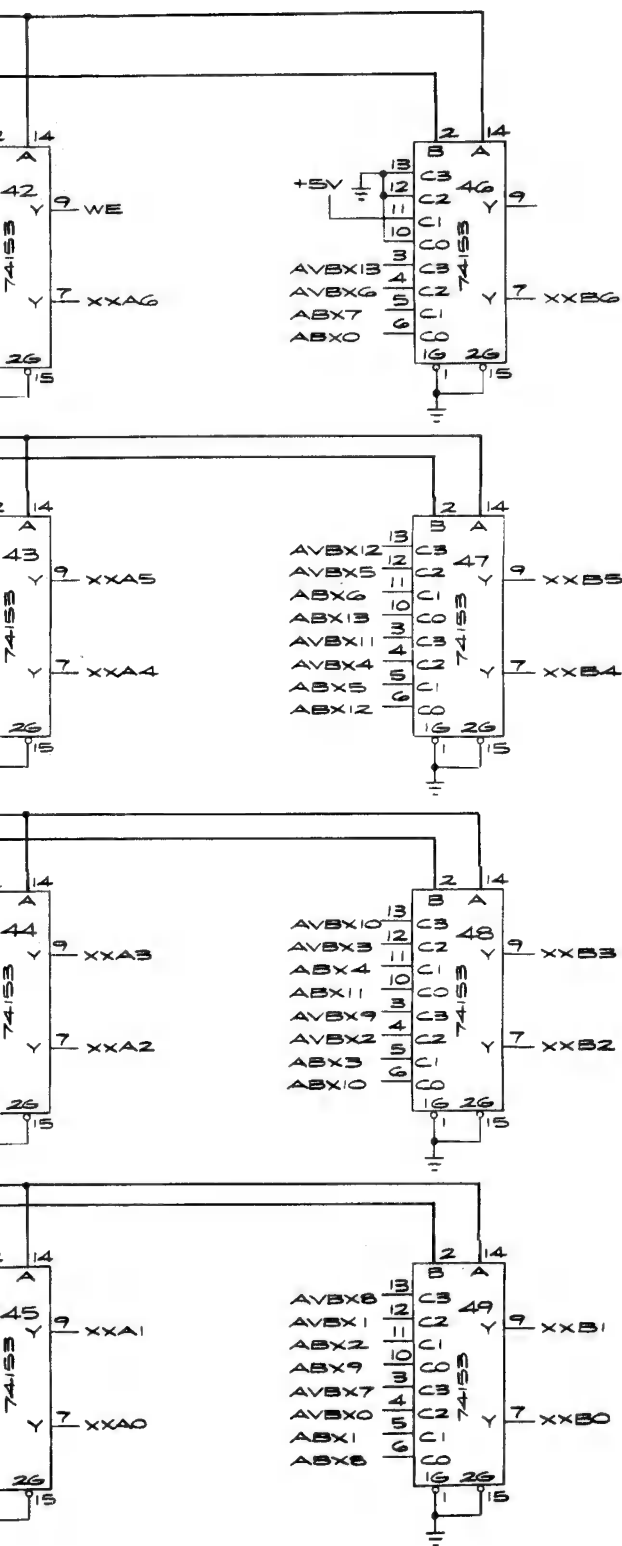 2 14
A
42 Y 9 WE
74153
Y 7 XXA6
2G
15
2 14
B A
+5V
13 C3 46
12 C2 Y 9
11 C1
10 C0 74153
AVBX13 3 C3
AVBX6 4 C2 Y 7 XXB6
ABX7 5 C1
ABX0 6 C0
1G 2G
1 15
2 14
A
43 Y 9 XXA5
74153
Y 7 XXA4
2G
15
2 14
B A
AVBX12 13 C3 47
AVBX5 12 C2 Y 9 XXB5
ABX6 11 C1
ABX13 10 C0 74153
AVBX11 3 C3
AVBX4 4 C2 Y 7 XXB4
ABX5 5 C1
ABX12 6 C0
1G 2G
1 15
14
A
44 Y 9 XXA3
74153
Y 7 XXA2
2G
15
2 14
B A
AVBX10 13 C3 48
AVBX3 12 C2 Y 9 XXB3
ABX4 11 C1
ABX11 10 C0 74153
AVBX9 3 C3
AVBX2 4 C2 Y 7 XXB2
ABX3 5 C1
ABX10 6 C0
1G 2G
1 15
14
A
45 Y 9 XXA1
74153
Y 7 XXA0
2G
15
2 14
B A
AVBX8 13 C3 49
AVBX1 12 C2 Y 9 XXB1
ABX2 11 C1
ABX9 10 C0 74153
AVBX7 3 C3
AVBX0 4 C2 Y 7 XXB0
ABX1 5 C1
ABX8 6 C0
1G 2G
1 15